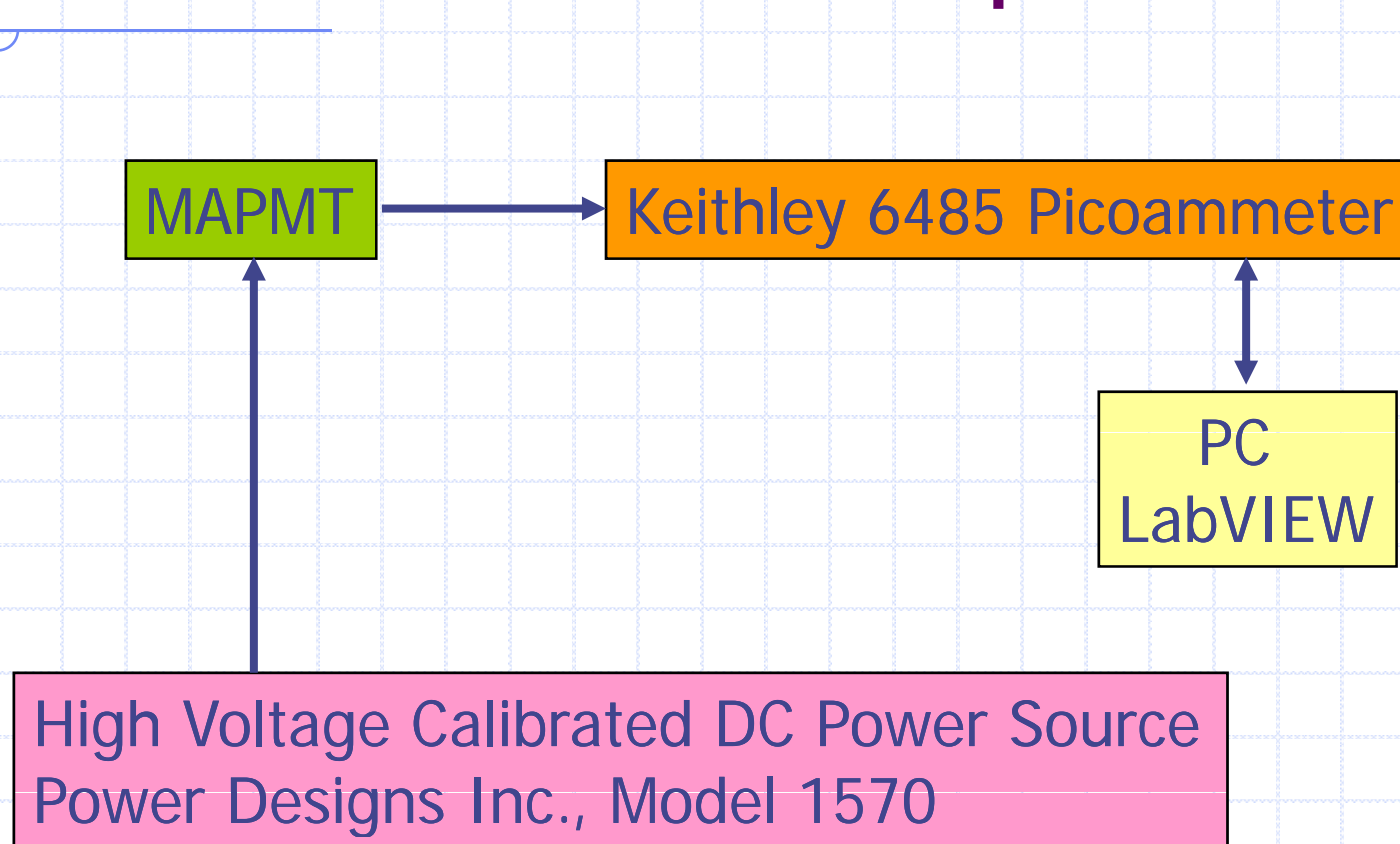 MAPMT
Keithley 6485 Picoammeter
PC
LabVIEW
High Voltage Calibrated DC Power Source
Power Designs Inc., Model 1570